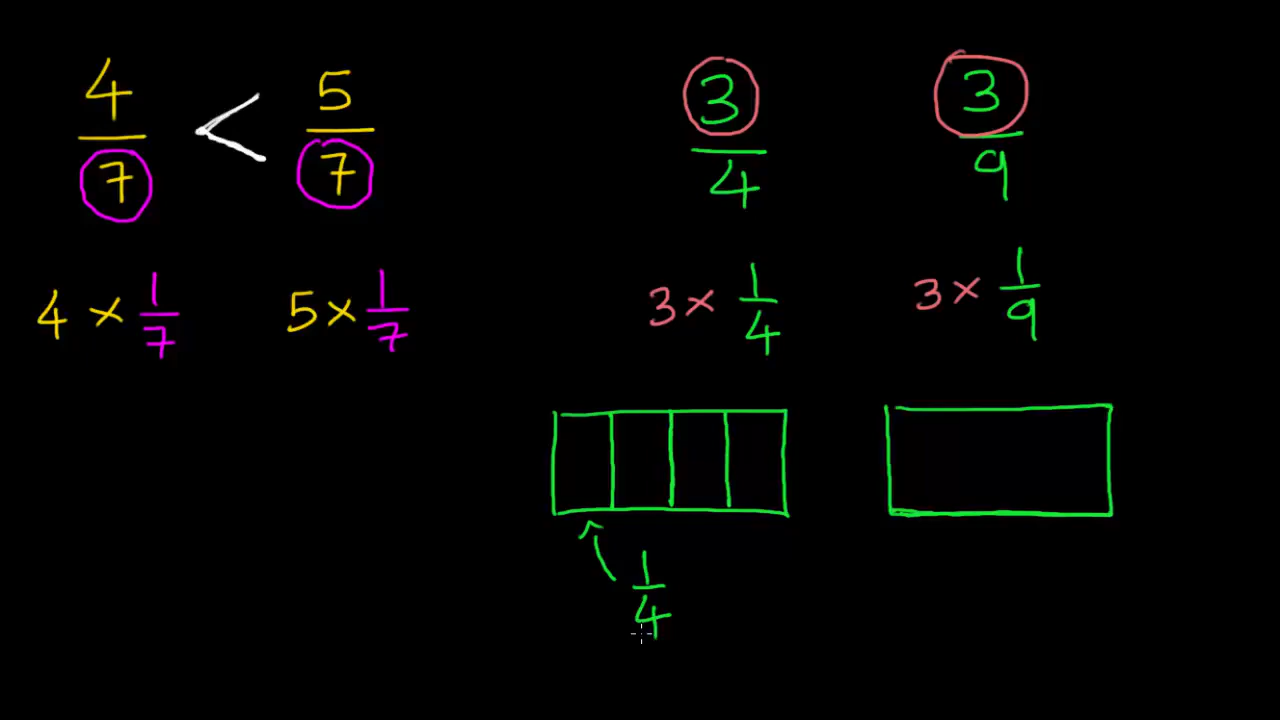 4/7 < 5/7
3/4 3/9
4 × 1/7 5 × 1/7
3 × 1/4 3 × 1/9
1/4